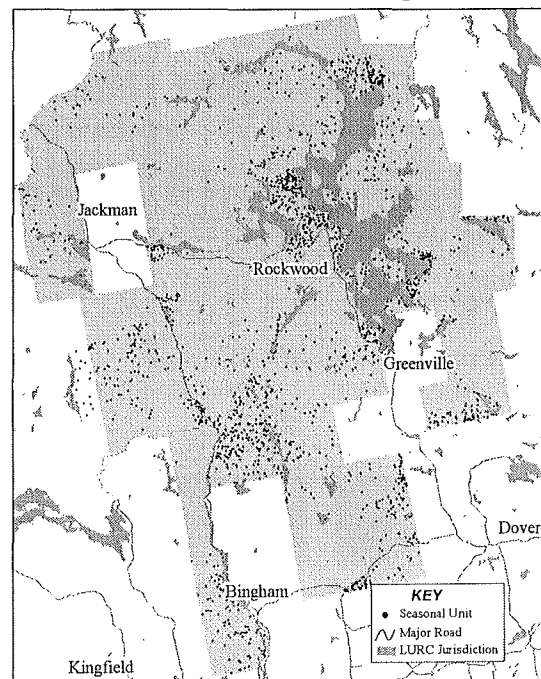 Jackman
Rockwood
Greenville
Dover
Bingham
KEY
Seasonal Unit
Major Road
LURC Jurisdiction
Kingfield